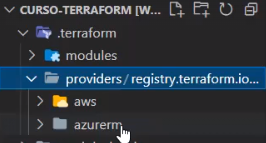 CURSO-TERRAFORM [W...
.terraform
modules
providers/registry.terraform.io...
aws
azurerm